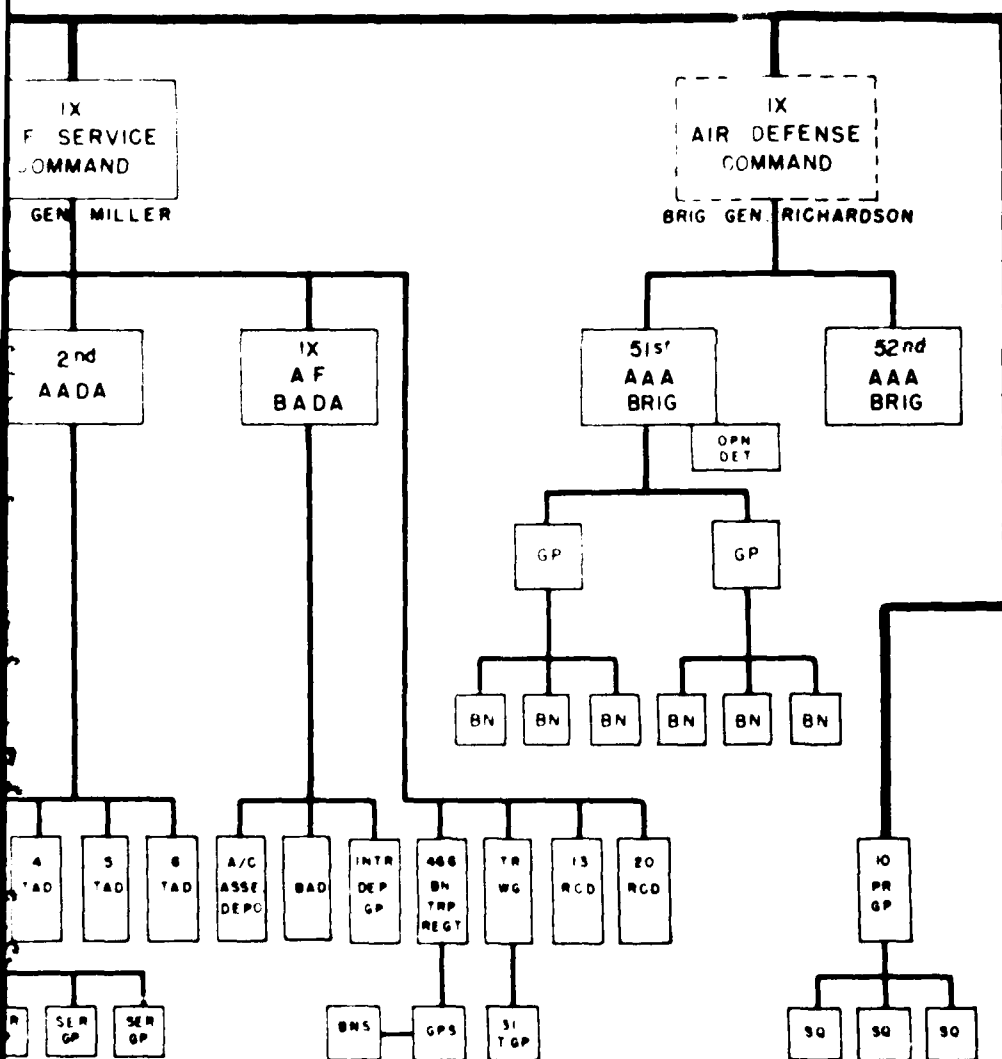 IX
F SERVICE
COMMAND
GEN MILLER
IX
AIR DEFENSE
COMMAND
BRIG GEN. RICHARDSON
2nd
AADA
IX
AF
BADA
51st
AAA
BRIG
OPN
DET
52nd
AAA
BRIG
GP
GP
BN
BN
BN
BN
BN
BN
4
TAD
5
TAD
6
TAD
A/C
ASSE
DEPO
BAD
INTR
DEP
GP
466
BN
TRP
REGT
TR
WG
13
RCD
20
RCD
10
PR
GP
R
SER
GP
SER
GP
BNS
GPS
31
T GP
SQ
SQ
SQ